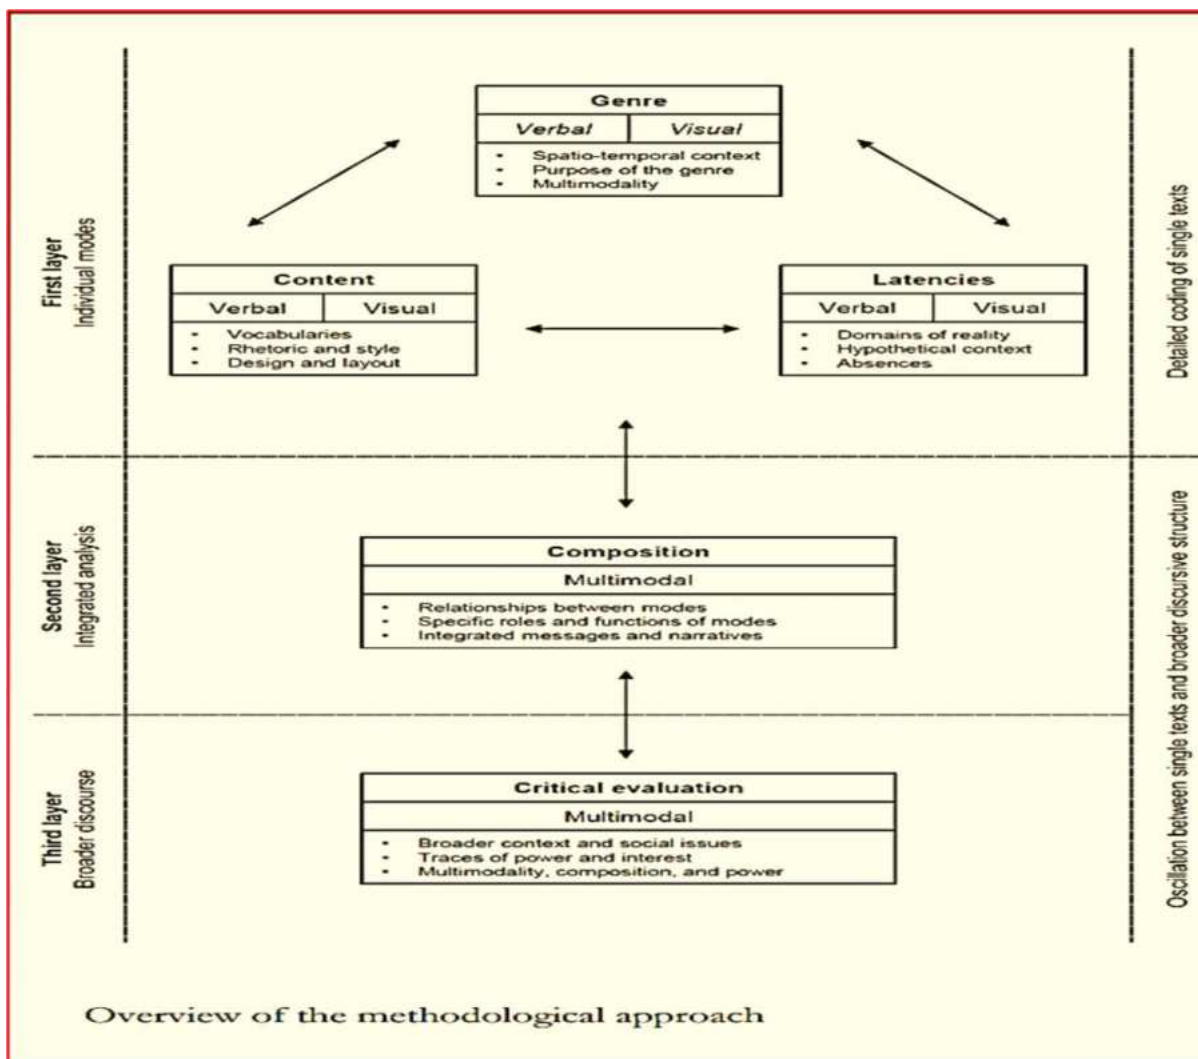 Genre
Verbal Visual
• Spatio-temporal context
• Purpose of the genre
• Multimodality
First layer
Individual modes
Content
Verbal Visual
• Vocabularies
• Rhetoric and style
• Design and layout
Latencies
Verbal Visual
• Domains of reality
• Hypothetical context
• Absences
Detailed coding of single texts
Second layer
Integrated analysis
Composition
Multimodal
• Relationships between modes
• Specific roles and functions of modes
• Integrated messages and narratives
Third layer
Broader discourse
Critical evaluation
Multimodal
• Broader context and social issues
• Traces of power and interest
• Multimodality, composition, and power
Oscillation between single texts and broader discursive structure
Overview of the methodological approach